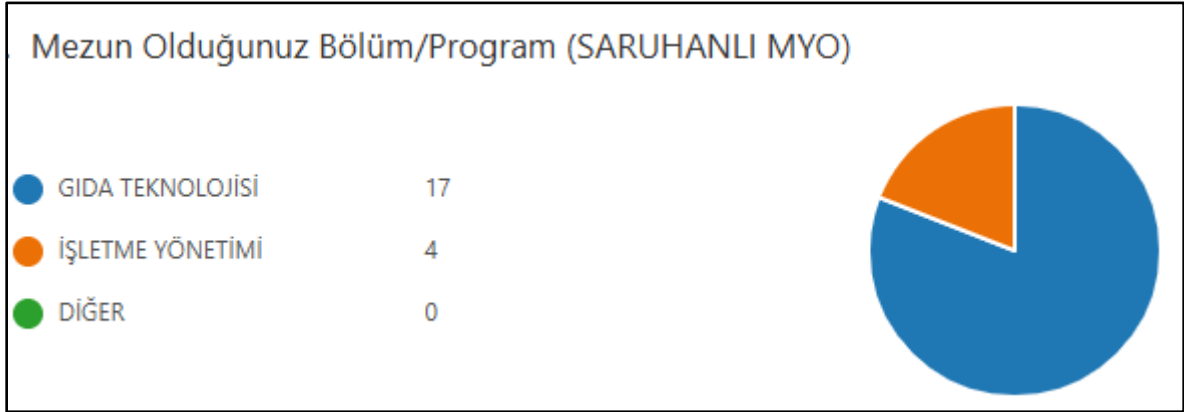 Mezun Olduğunuz Bölüm/Program (SARUHANLI MYO)
GIDA TEKNOLOJİSİ 17
İŞLETME YÖNETİMİ 4
DİĞER 0